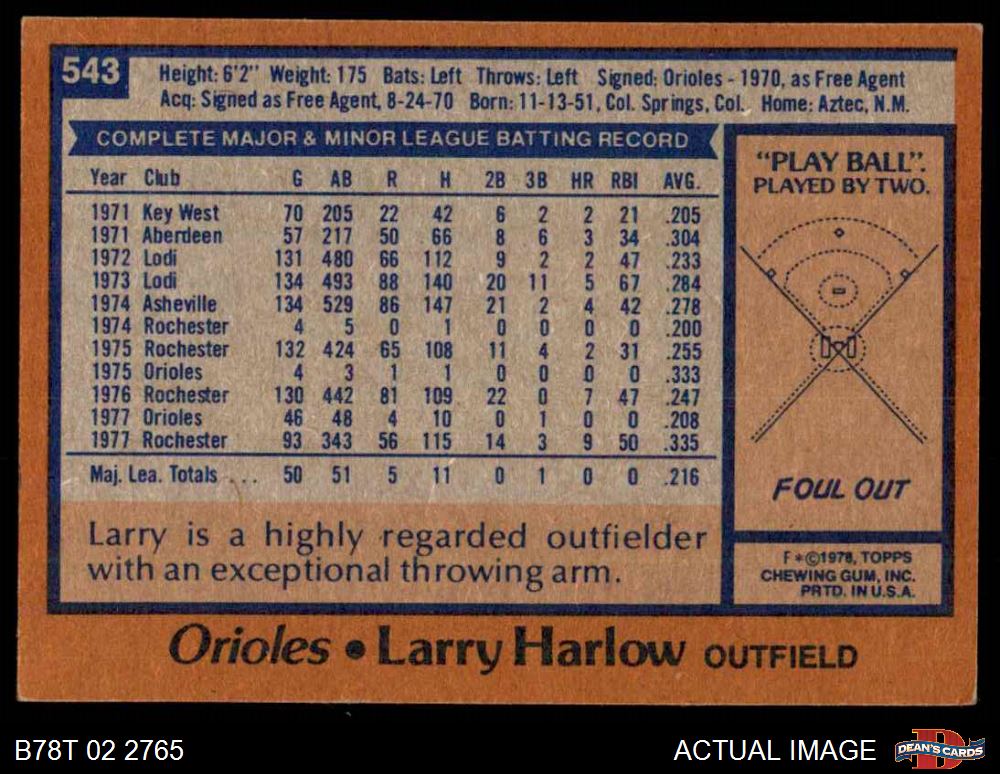 543
Height: 6'2" Weight: 175 Bats: Left Throws: Left Signed: Orioles - 1970, as Free Agent
Acq: Signed as Free Agent, 8-24-70 Born: 11-13-51, Col. Springs, Col. Home: Aztec, N.M.
COMPLETE MAJOR & MINOR LEAGUE BATTING RECORD
Year Club G AB R H 2B 3B HR RBI AVG.
1971 Key West 70 205 22 42 6 2 2 21 .205
1971 Aberdeen 57 217 50 66 8 6 3 34 .304
1972 Lodi 131 480 66 112 9 2 2 47 .233
1973 Lodi 134 493 88 140 20 11 5 67 .284
1974 Asheville 134 529 86 147 21 2 4 42 .278
1974 Rochester 4 5 0 1 0 0 0 0 .200
1975 Rochester 132 424 65 108 11 4 2 31 .255
1975 Orioles 4 3 1 1 0 0 0 0 .333
1976 Rochester 130 442 81 109 22 0 7 47 .247
1977 Orioles 46 48 4 10 0 1 0 0 .208
1977 Rochester 93 343 56 115 14 3 9 50 .335
Maj. Lea. Totals ... 50 51 5 11 0 1 0 0 .216
Larry is a highly regarded outfielder
with an exceptional throwing arm.
"PLAY BALL".
PLAYED BY TWO.
FOUL OUT
F*©1978, TOPPS
CHEWING GUM, INC.
PRTD. IN U.S.A.
Orioles • Larry Harlow OUTFIELD
B78T 02 2765
ACTUAL IMAGE
DEAN'S CARDS